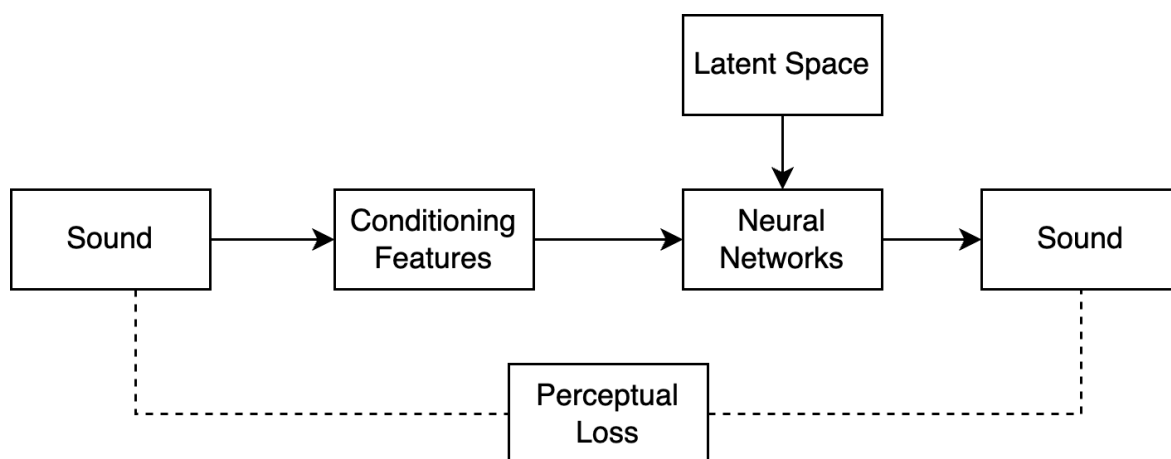 Latent Space
Sound
Conditioning
Features
Neural
Networks
Sound
Perceptual
Loss